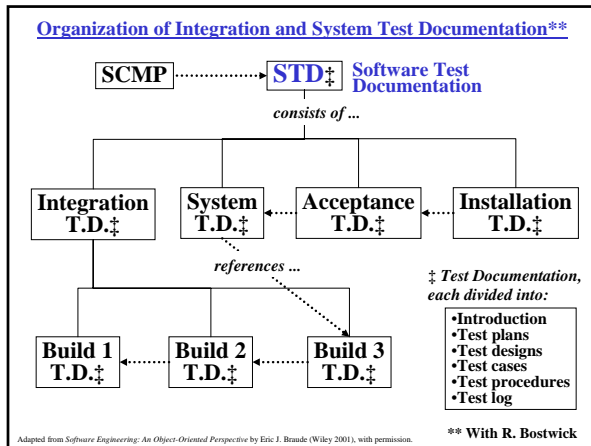 Organization of Integration and System Test Documentation**
SCMP
STD‡
Software Test
Documentation
consists of ...
Integration
T.D.‡
System
T.D.‡
Acceptance
T.D.‡
Installation
T.D.‡
references ...
Build 1
T.D.‡
Build 2
T.D.‡
Build 3
T.D.‡
‡ Test Documentation,
each divided into:
•Introduction
•Test plans
•Test designs
•Test cases
•Test procedures
•Test log
** With R. Bostwick
Adapted from Software Engineering: An Object-Oriented Perspective by Eric J. Braude (Wiley 2001), with permission.